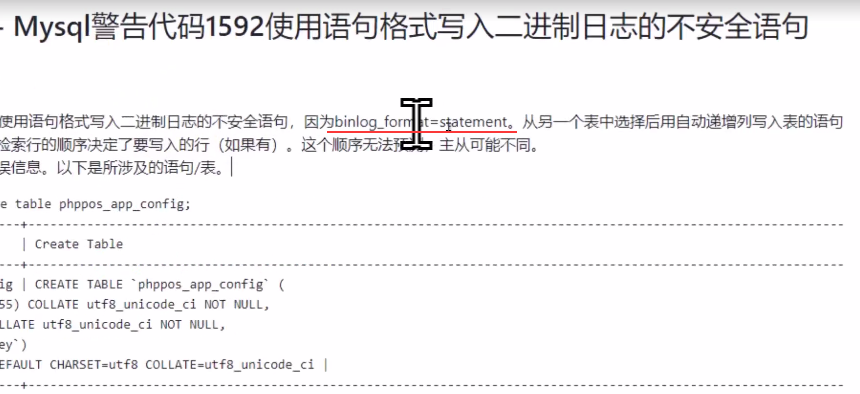 - Mysql警告代码1592使用语句格式写入二进制日志的不安全语句
使用语句格式写入二进制日志的不安全语句，因为binlog_format=statement。从另一个表中选择后用自动递增列写入表的语句
检索行的顺序决定了要写入的行（如果有）。这个顺序无法预 主从可能不同。
误信息。以下是所涉及的语句/表。
e table phppos_app_config;
---+---
| Create Table
---+---
ig | CREATE TABLE `phppos_app_config` (
55) COLLATE utf8_unicode_ci NOT NULL,
LLATE utf8_unicode_ci NOT NULL,
ey`)
EFAULT CHARSET=utf8 COLLATE=utf8_unicode_ci |
---+---